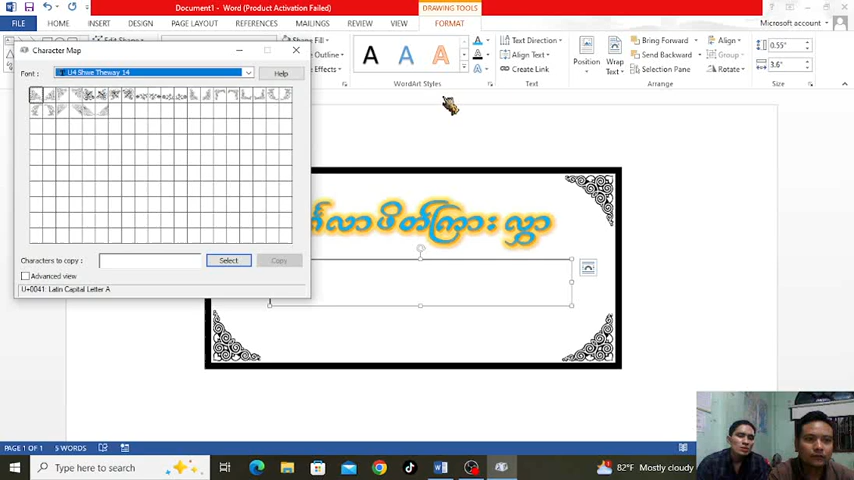 Document1 - Word (Product Activation Failed)
DRAWING TOOLS
FILE HOME INSERT DESIGN PAGE LAYOUT REFERENCES MAILINGS REVIEW VIEW FORMAT
Microsoft account
Bring Forward
Send Backward
Selection Pane
Align
Group
Rotate
Position
Wrap Text
Text Direction
Align Text
Create Link
0.55"
3.6"
WordArt Styles
Text
Arrange
Size
Character Map
Font :
U4 Shwe Theway 14
Help
Characters to copy :
Select
Copy
Advanced view
U+0041: Latin Capital Letter A
PAGE 1 OF 1 5 WORDS
Type here to search
82°F Mostly cloudy